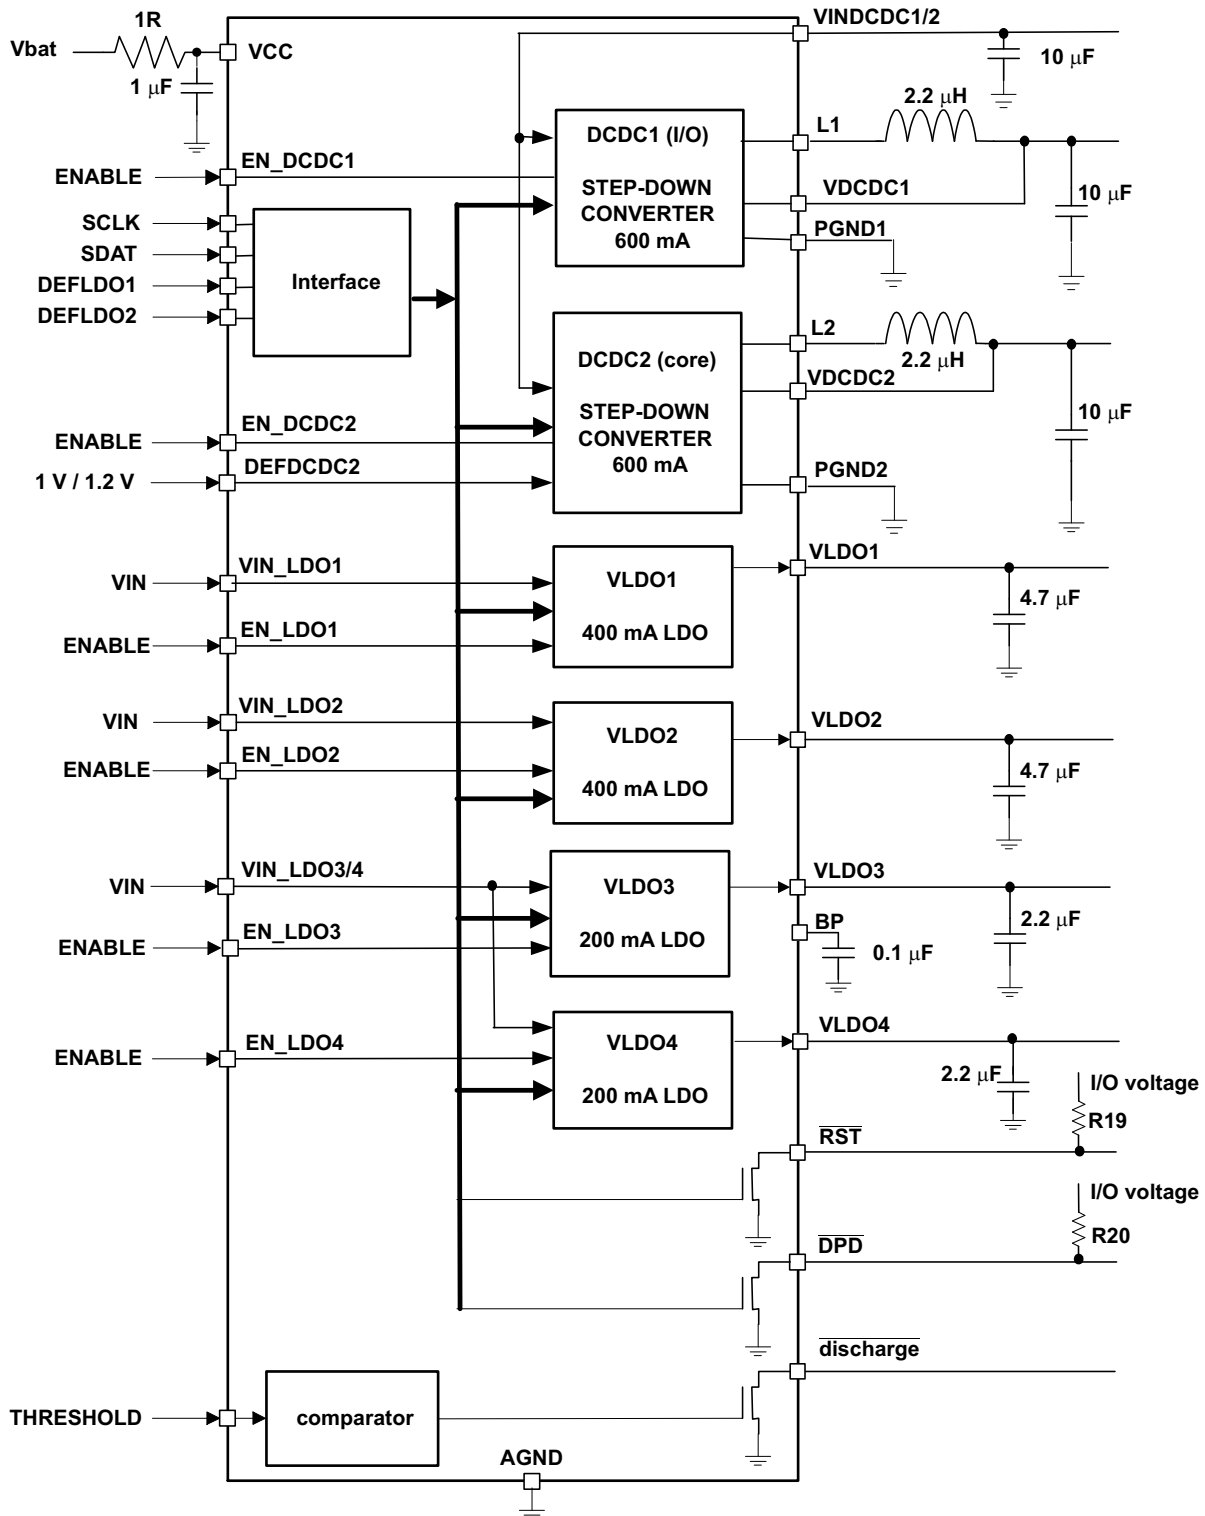 VINDCDC1/2
1R
Vbat
VCC
1 μF
10 μF
2.2 μH
L1
DCDC1 (I/O)
STEP-DOWN
CONVERTER
600 mA
EN_DCDC1
ENABLE
VDCDC1
10 μF
PGND1
SCLK
SDAT
DEFLDO1
DEFLDO2
Interface
L2
2.2 μH
DCDC2 (core)
STEP-DOWN
CONVERTER
600 mA
VDCDC2
10 μF
EN_DCDC2
ENABLE
DEFDCDC2
1 V / 1.2 V
PGND2
VLDO1
VIN_LDO1
VIN
VLDO1
400 mA LDO
4.7 μF
EN_LDO1
ENABLE
VIN_LDO2
VIN
VLDO2
VLDO2
400 mA LDO
EN_LDO2
ENABLE
4.7 μF
VIN_LDO3/4
VIN
VLDO3
200 mA LDO
VLDO3
2.2 μF
BP
0.1 μF
EN_LDO3
ENABLE
VLDO4
EN_LDO4
ENABLE
VLDO4
200 mA LDO
2.2 μF
I/O voltage
R19
RST
I/O voltage
R20
DPD
discharge
THRESHOLD
comparator
AGND